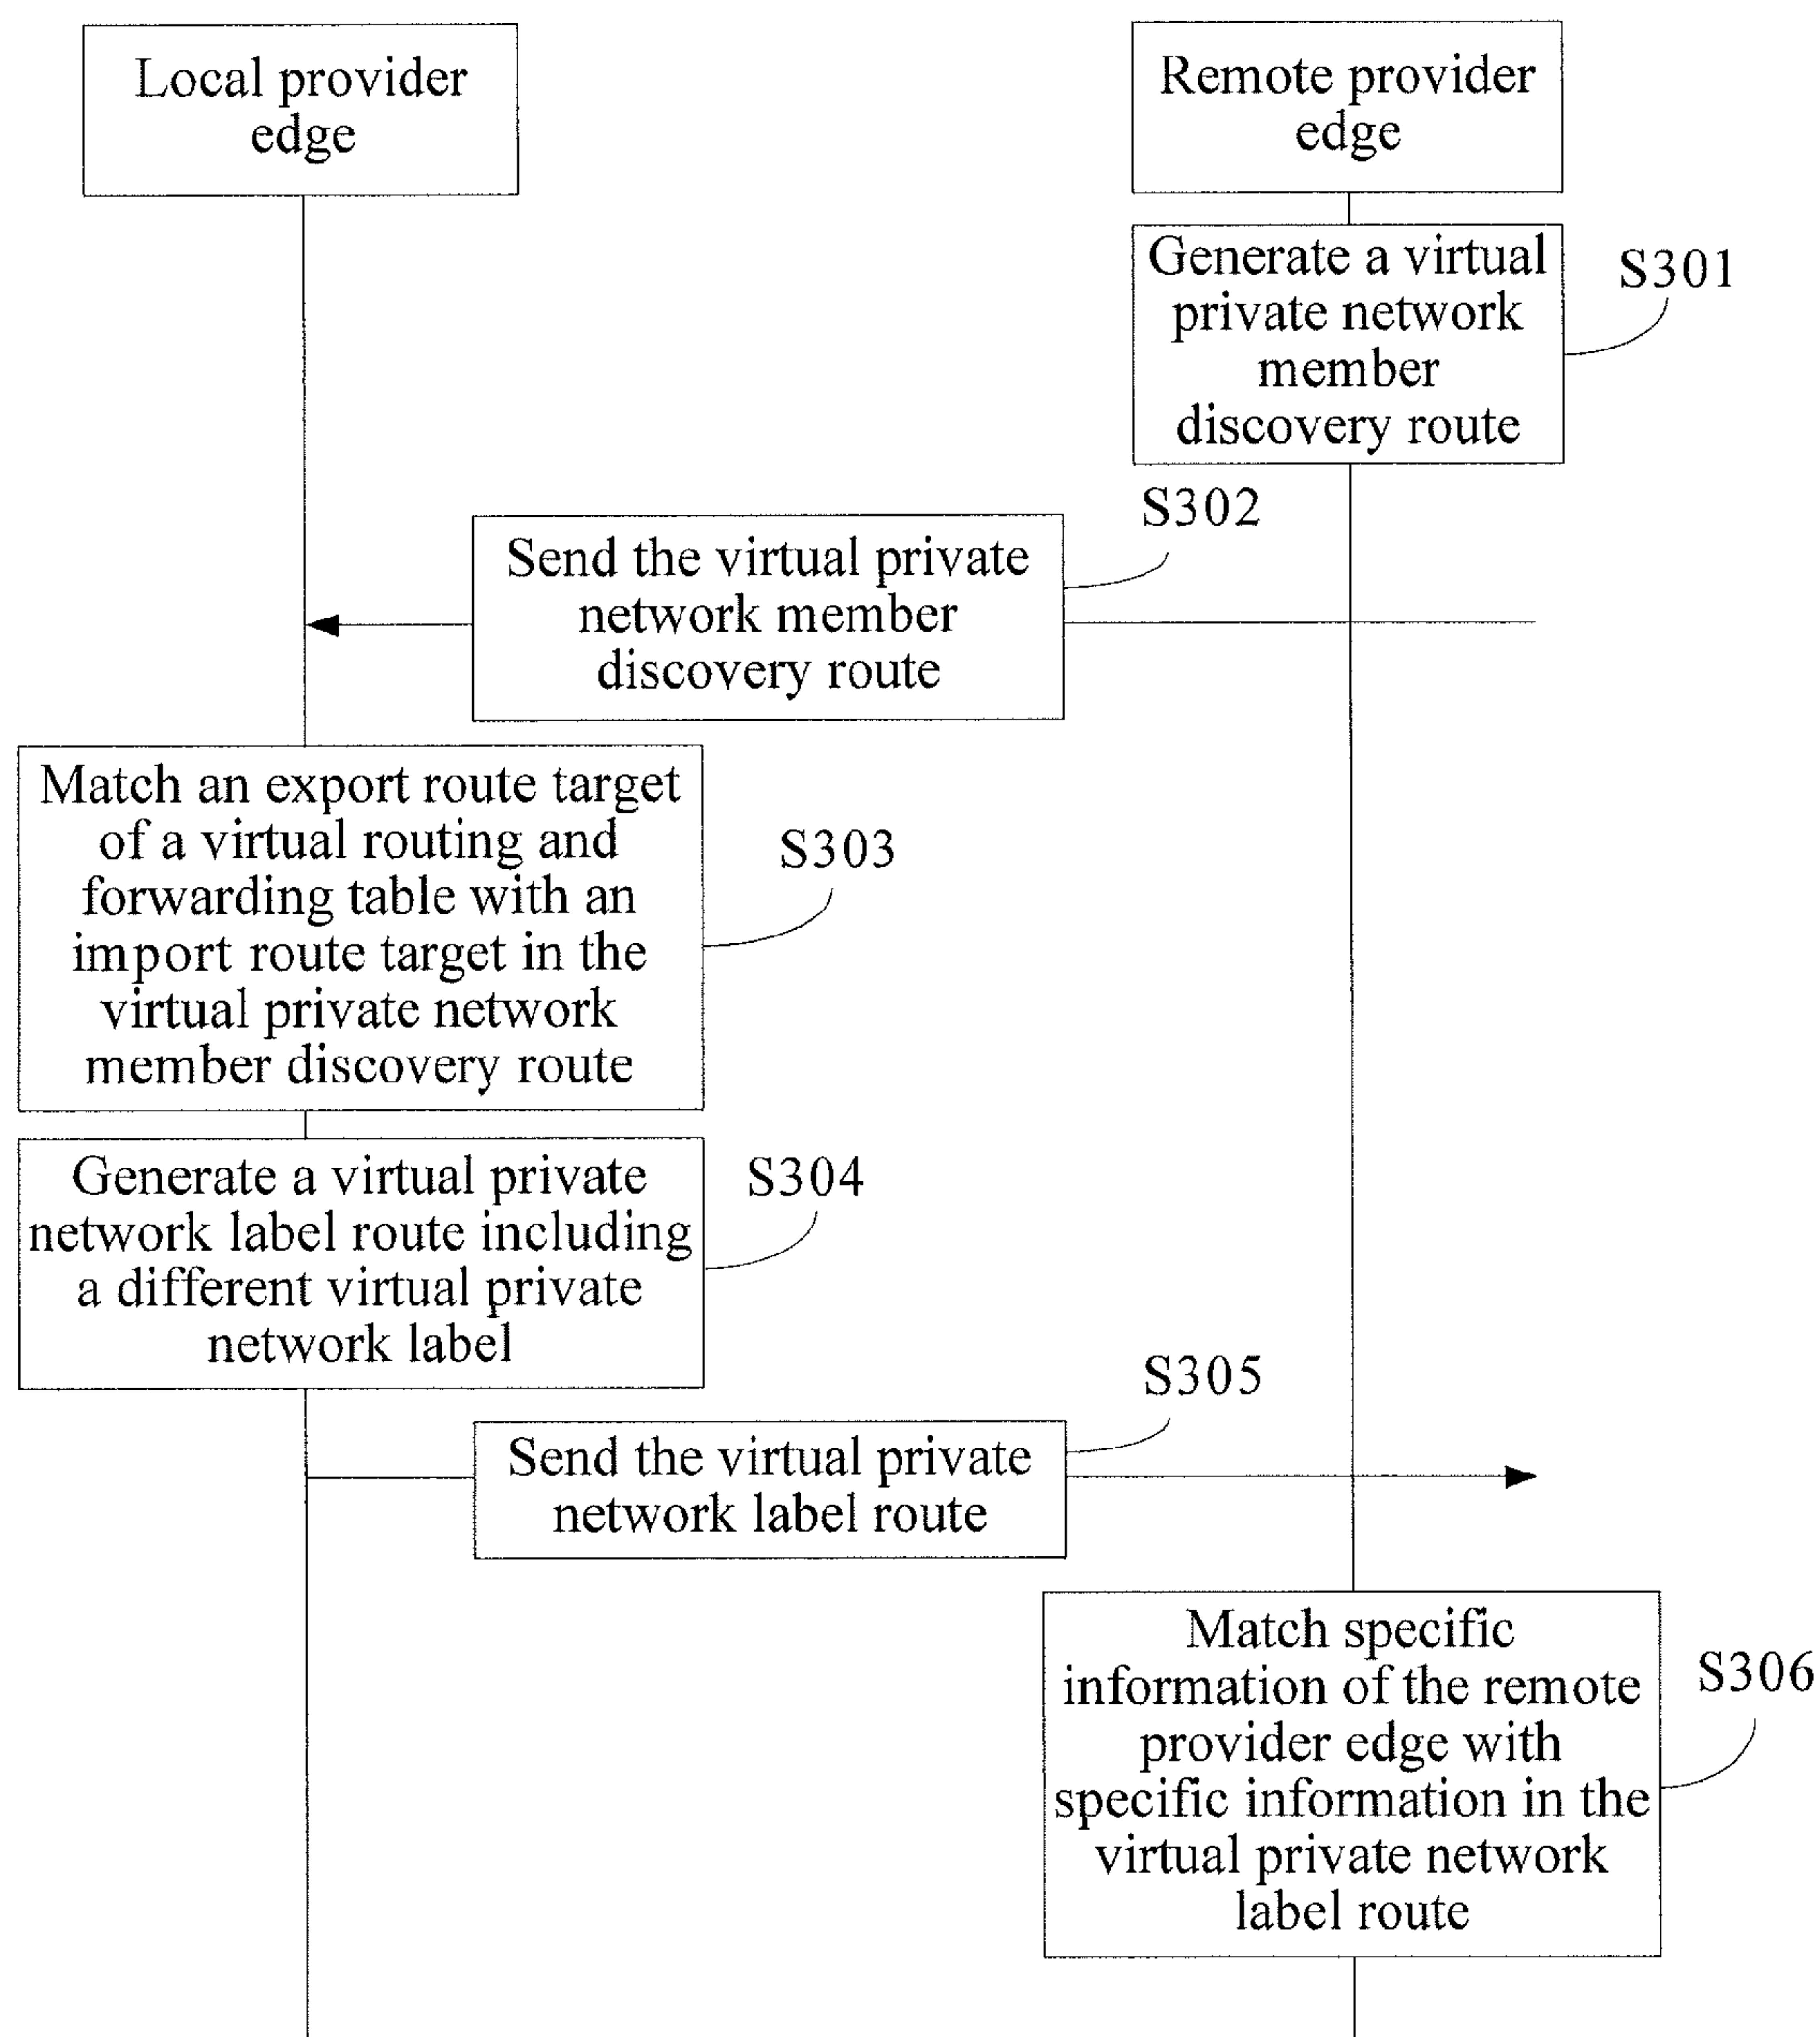 Local provider
edge
Remote provider
edge
Generate a virtual
private network
member
discovery route
S301
S302
Send the virtual private
network member
discovery route
Match an export route target
of a virtual routing and
forwarding table with an
import route target in the
virtual private network
member discovery route
S303
Generate a virtual private
network label route including
a different virtual private
network label
S304
S305
Send the virtual private
network label route
Match specific
information of the remote
provider edge with
specific information in the
virtual private network
label route
S306